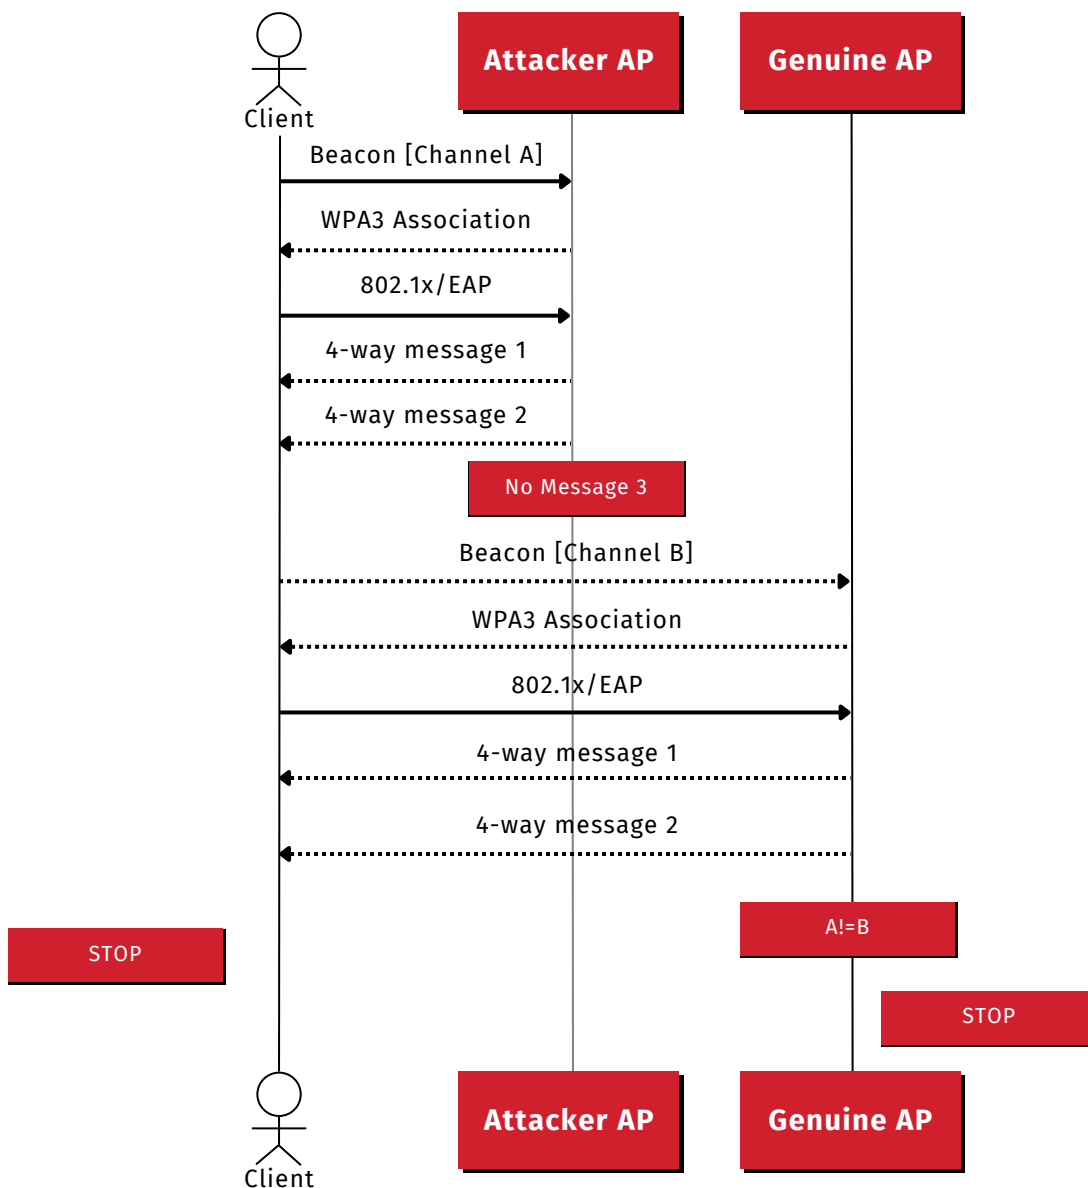 Attacker AP
Genuine AP
Client
Beacon [Channel A]
WPA3 Association
802.1x/EAP
4-way message 1
4-way message 2
No Message 3
Beacon [Channel B]
WPA3 Association
802.1x/EAP
4-way message 1
4-way message 2
A!=B
STOP
STOP
Attacker AP
Genuine AP
Client